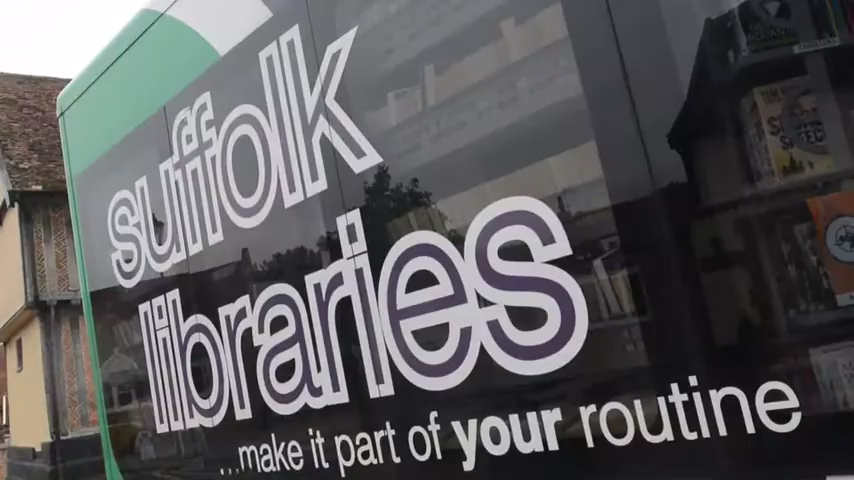 suffolk
libraries
...make it part of your routine